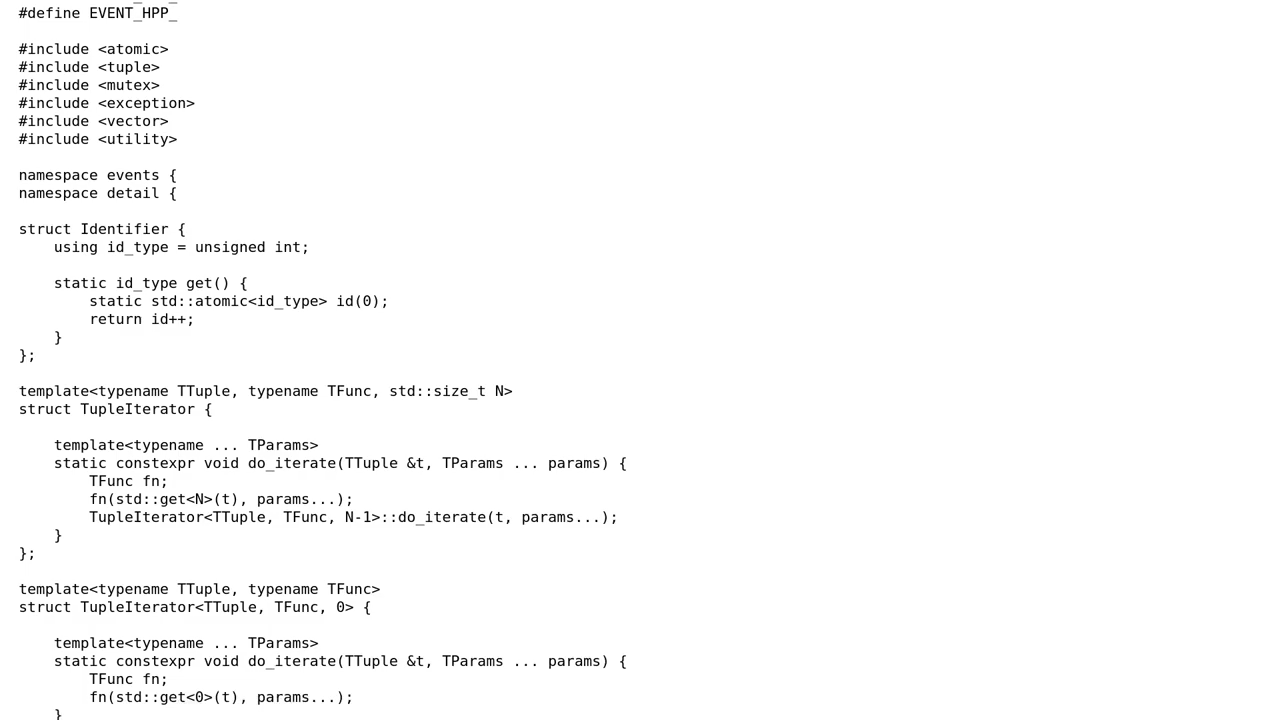 #define EVENT_HPP_

#include <atomic>
#include <tuple>
#include <mutex>
#include <exception>
#include <vector>
#include <utility>

namespace events {
namespace detail {

struct Identifier {
    using id_type = unsigned int;

    static id_type get() {
        static std::atomic<id_type> id(0);
        return id++;
    }
};

template<typename TTuple, typename TFunc, std::size_t N>
struct TupleIterator {

    template<typename ... TParams>
    static constexpr void do_iterate(TTuple &t, TParams ... params) {
        TFunc fn;
        fn(std::get<N>(t), params...);
        TupleIterator<TTuple, TFunc, N-1>::do_iterate(t, params...);
    }
};

template<typename TTuple, typename TFunc>
struct TupleIterator<TTuple, TFunc, 0> {

    template<typename ... TParams>
    static constexpr void do_iterate(TTuple &t, TParams ... params) {
        TFunc fn;
        fn(std::get<0>(t), params...);
    }